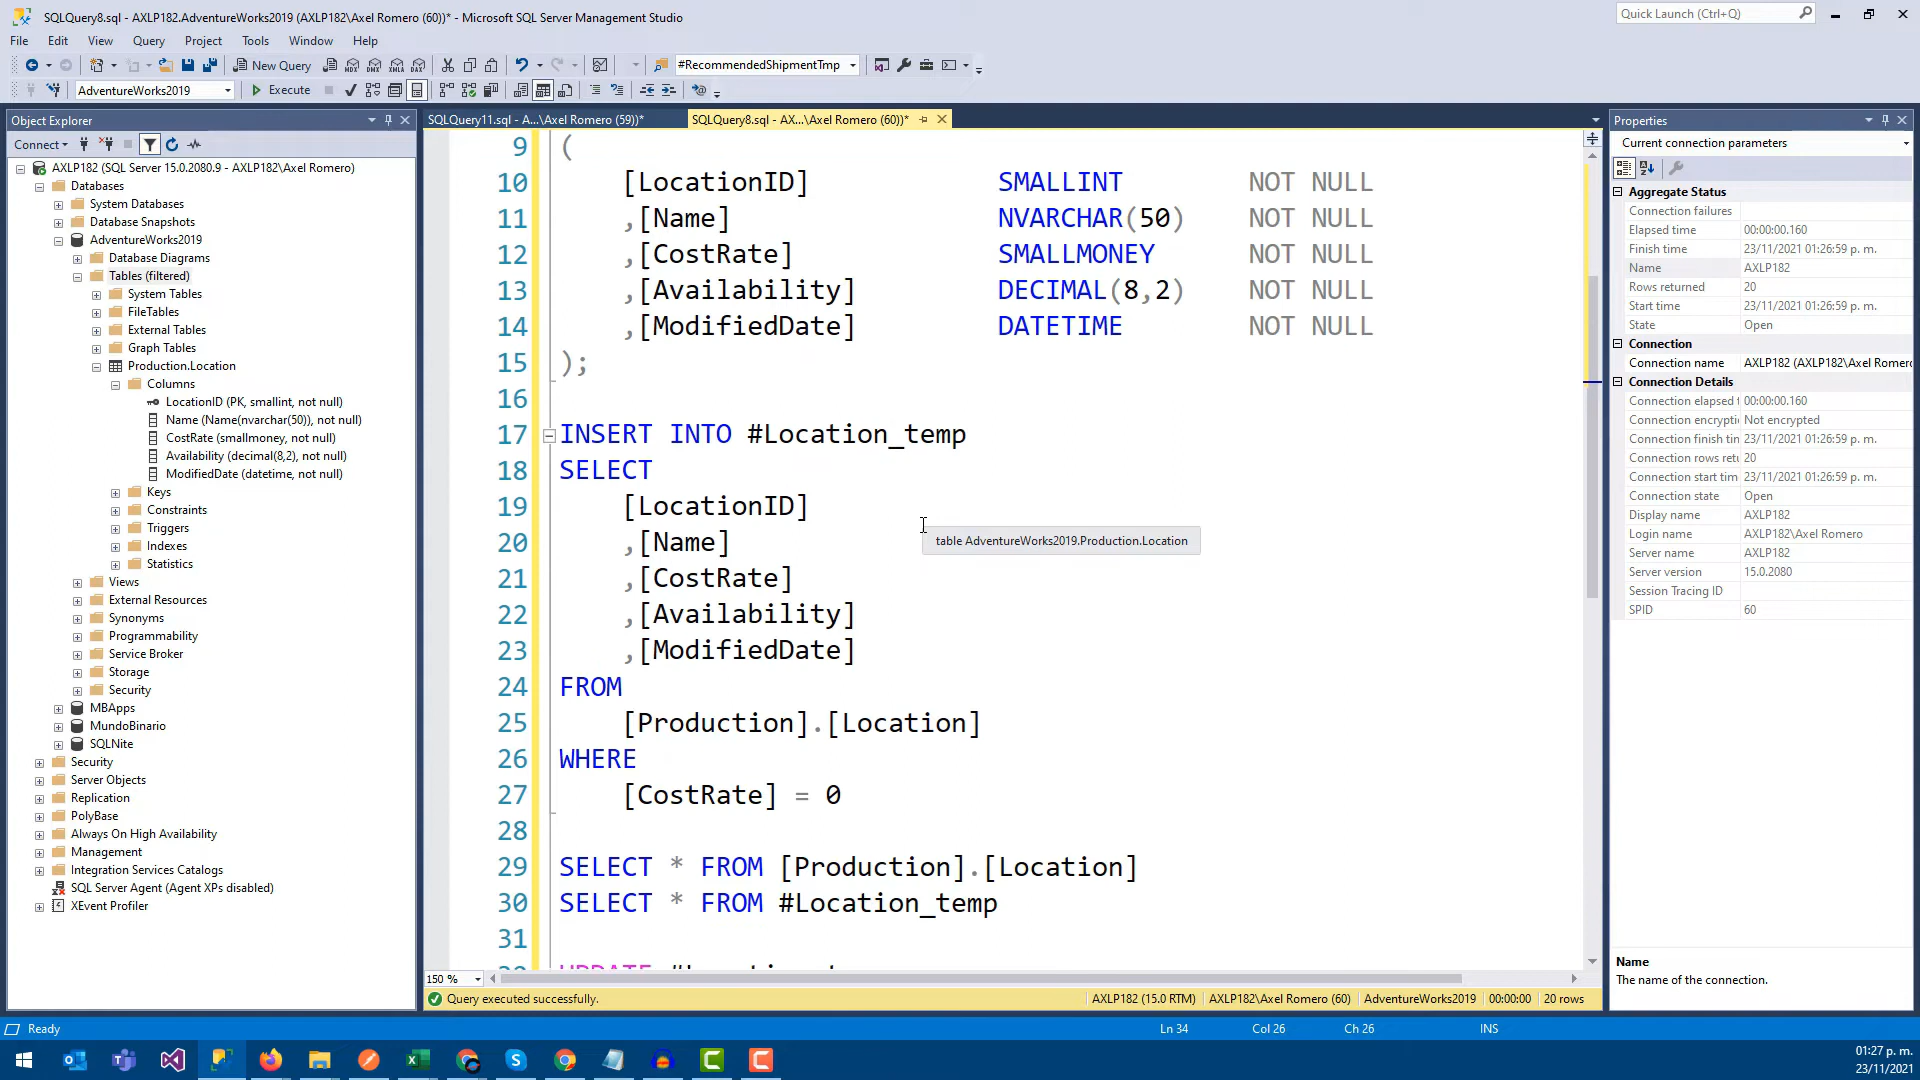 SQLQuery8.sql - AXLP182.AdventureWorks2019 (AXLP182\Axel Romero (60))* - Microsoft SQL Server Management Studio
Quick Launch (Ctrl+Q)
File Edit View Query Project Tools Window Help
New Query
MDX DMX XMLA DAX
#RecommendedShipmentTmp
AdventureWorks2019
Execute
Object Explorer
Connect
AXLP182 (SQL Server 15.0.2080.9 - AXLP182\Axel Romero)
Databases
System Databases
Database Snapshots
AdventureWorks2019
Database Diagrams
Tables (filtered)
System Tables
FileTables
External Tables
Graph Tables
Production.Location
Columns
LocationID (PK, smallint, not null)
Name (Name(nvarchar(50)), not null)
CostRate (smallmoney, not null)
Availability (decimal(8,2), not null)
ModifiedDate (datetime, not null)
Keys
Constraints
Triggers
Indexes
Statistics
Views
External Resources
Synonyms
Programmability
Service Broker
Storage
Security
MBApps
MundoBinario
SQLNite
Security
Server Objects
Replication
PolyBase
Always On High Availability
Management
Integration Services Catalogs
SQL Server Agent (Agent XPs disabled)
XEvent Profiler
SQLQuery11.sql - A...\Axel Romero (59))*
SQLQuery8.sql - AX...\Axel Romero (60))*
9 (
10 [LocationID] SMALLINT NOT NULL
11 ,[Name] NVARCHAR(50) NOT NULL
12 ,[CostRate] SMALLMONEY NOT NULL
13 ,[Availability] DECIMAL(8,2) NOT NULL
14 ,[ModifiedDate] DATETIME NOT NULL
15 );
16
17 INSERT INTO #Location_temp
18 SELECT
19 [LocationID]
20 ,[Name]
table AdventureWorks2019.Production.Location
21 ,[CostRate]
22 ,[Availability]
23 ,[ModifiedDate]
24 FROM
25 [Production].[Location]
26 WHERE
27 [CostRate] = 0
28
29 SELECT * FROM [Production].[Location]
30 SELECT * FROM #Location_temp
31
150 %
Query executed successfully.
AXLP182 (15.0 RTM) AXLP182\Axel Romero (60) AdventureWorks2019 00:00:00 20 rows
Properties
Current connection parameters
Aggregate Status
Connection failures
Elapsed time 00:00:00.160
Finish time 23/11/2021 01:26:59 p. m.
Name AXLP182
Rows returned 20
Start time 23/11/2021 01:26:59 p. m.
State Open
Connection
Connection name AXLP182 (AXLP182\Axel Romero
Connection Details
Connection elapsed t 00:00:00.160
Connection encrypti Not encrypted
Connection finish tim 23/11/2021 01:26:59 p. m.
Connection rows retu 20
Connection start tim 23/11/2021 01:26:59 p. m.
Connection state Open
Display name AXLP182
Login name AXLP182\Axel Romero
Server name AXLP182
Server version 15.0.2080
Session Tracing ID
SPID 60
Name
The name of the connection.
Ready
Ln 34 Col 26 Ch 26 INS
01:27 p. m.
23/11/2021